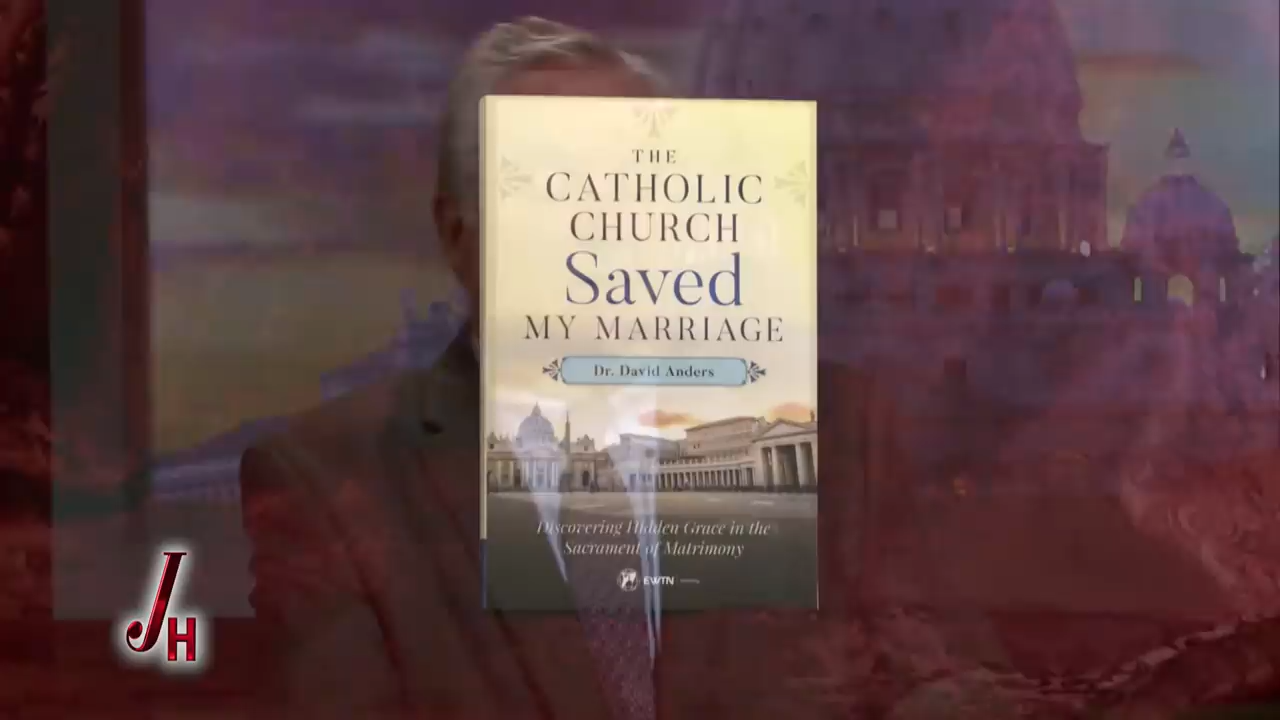 THE
CATHOLIC
CHURCH
Saved
MY MARRIAGE
Dr. David Anders
Discovering Hidden Grace in the
Sacrament of Matrimony
EWTN
JH